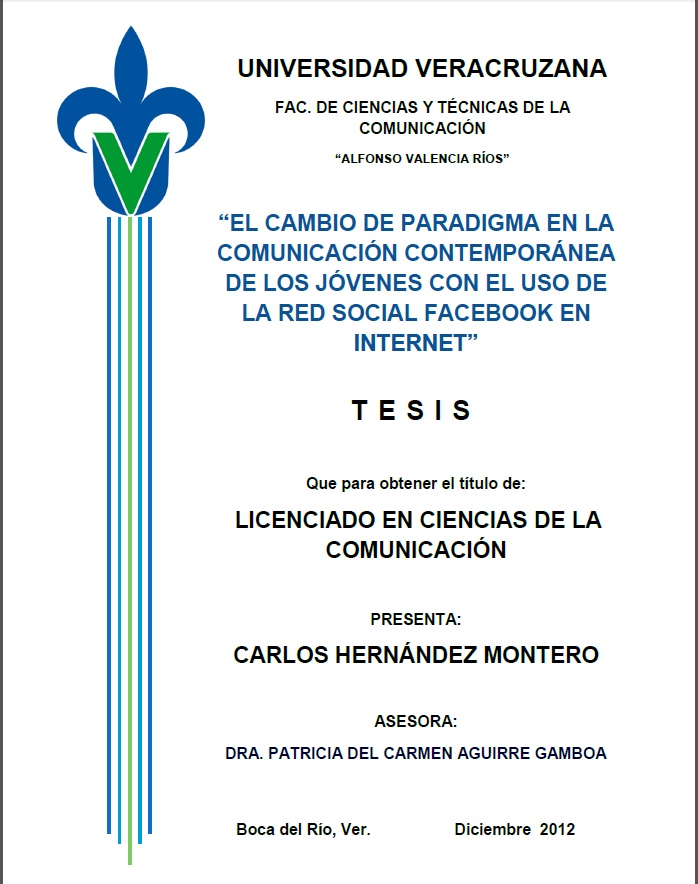 UNIVERSIDAD VERACRUZANA
FAC. DE CIENCIAS Y TÉCNICAS DE LA
COMUNICACIÓN
“ALFONSO VALENCIA RÍOS”
“EL CAMBIO DE PARADIGMA EN LA
COMUNICACIÓN CONTEMPORÁNEA
DE LOS JÓVENES CON EL USO DE
LA RED SOCIAL FACEBOOK EN
INTERNET”
T E S I S
Que para obtener el título de:
LICENCIADO EN CIENCIAS DE LA
COMUNICACIÓN
PRESENTA:
CARLOS HERNÁNDEZ MONTERO
ASESORA:
DRA. PATRICIA DEL CARMEN AGUIRRE GAMBOA
Boca del Río, Ver. Diciembre 2012